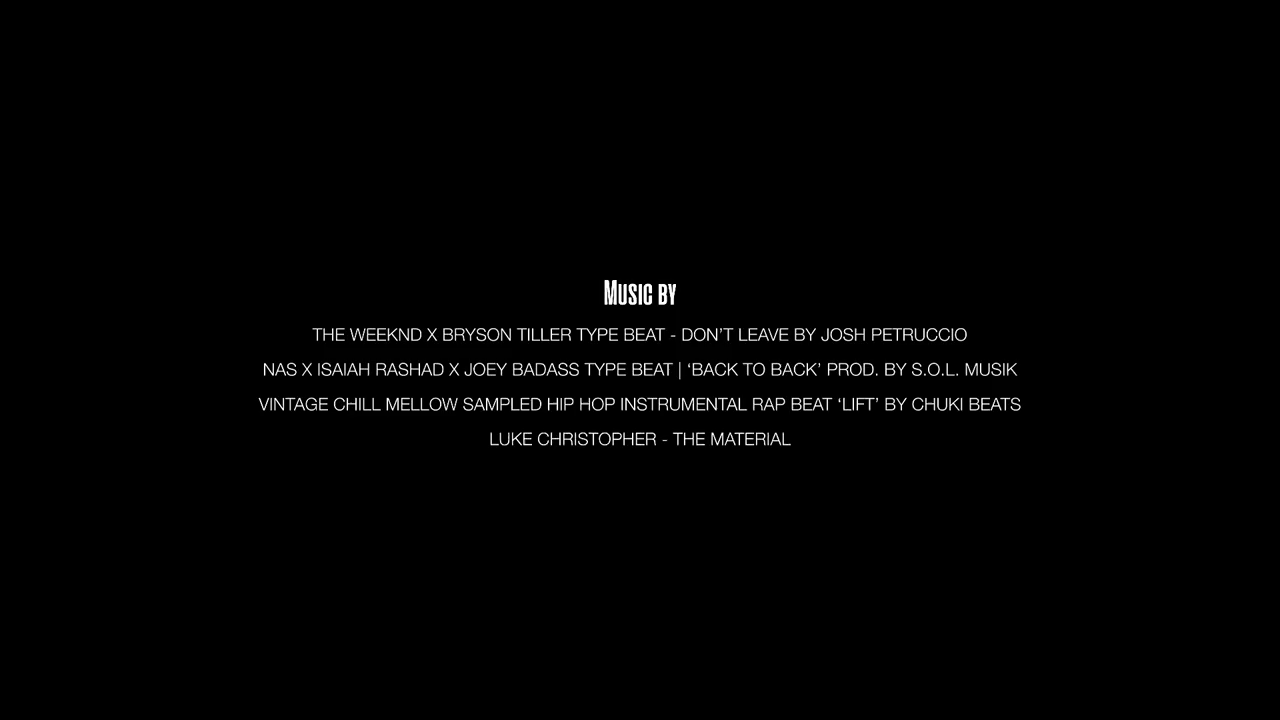 MUSIC BY
THE WEEKND X BRYSON TILLER TYPE BEAT - DON’T LEAVE BY JOSH PETRUCCIO
NAS X ISAIAH RASHAD X JOEY BADASS TYPE BEAT | ‘BACK TO BACK’ PROD. BY S.O.L. MUSIK
VINTAGE CHILL MELLOW SAMPLED HIP HOP INSTRUMENTAL RAP BEAT ‘LIFT’ BY CHUKI BEATS
LUKE CHRISTOPHER - THE MATERIAL